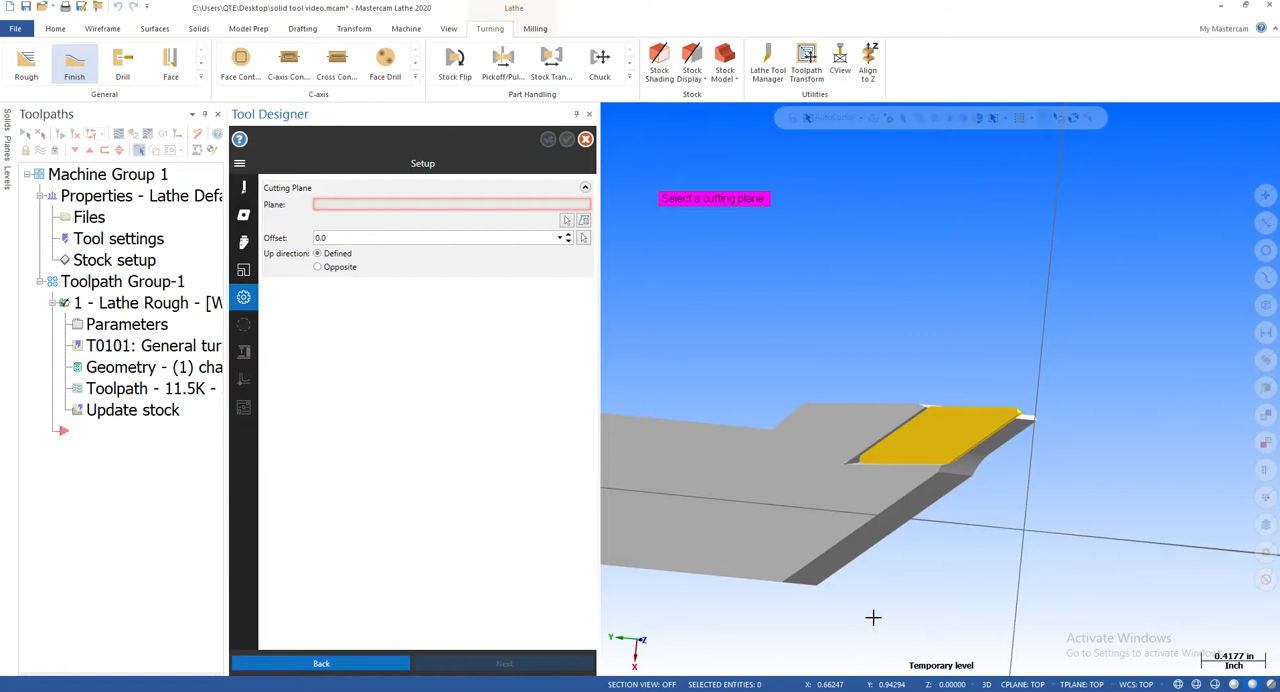 C:\Users\QTE\Desktop\solid tool video.mcam* - Mastercam Lathe 2020
Lathe
File
Home
Wireframe
Surfaces
Solids
Model Prep
Drafting
Transform
Machine
View
Turning
Milling
My Mastercam
Rough
Finish
Drill
Face
Face Cont...
C-axis Con...
Cross Con...
Face Drill
Stock Flip
Pickoff/Pul...
Stock Tran...
Chuck
Stock Shading
Stock Display
Stock Model
Lathe Tool Manager
Toolpath Transform
CView
Align to Z
General
C-axis
Part Handling
Stock
Utilities
Toolpaths
Tool Designer
AutoCursor
G1
Solids
Planes
Levels
Machine Group 1
Properties - Lathe Defa
Files
Tool settings
Stock setup
Toolpath Group-1
1 - Lathe Rough - [W
Parameters
T0101: General tur
Geometry - (1) cha
Toolpath - 11.5K -
Update stock
Setup
Cutting Plane
Plane:
Offset:
0.0
Up direction:
Defined
Opposite
Back
Next
Select a cutting plane
Y
Z
X
Temporary level
Activate Windows
Go to Settings to activate Window
0.4177 in
Inch
SECTION VIEW: OFF
SELECTED ENTITIES: 0
X: 0.66247
Y: 0.94294
Z: 0.00000
3D
CPLANE: TOP
TPLANE: TOP
WCS: TOP